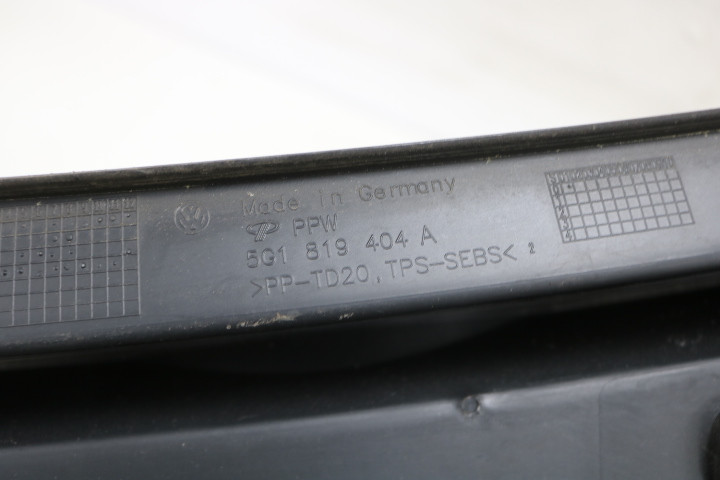 Made in Germany
PPW
5G1 819 404 A
>PP-TD20,TPS-SEBS< 2